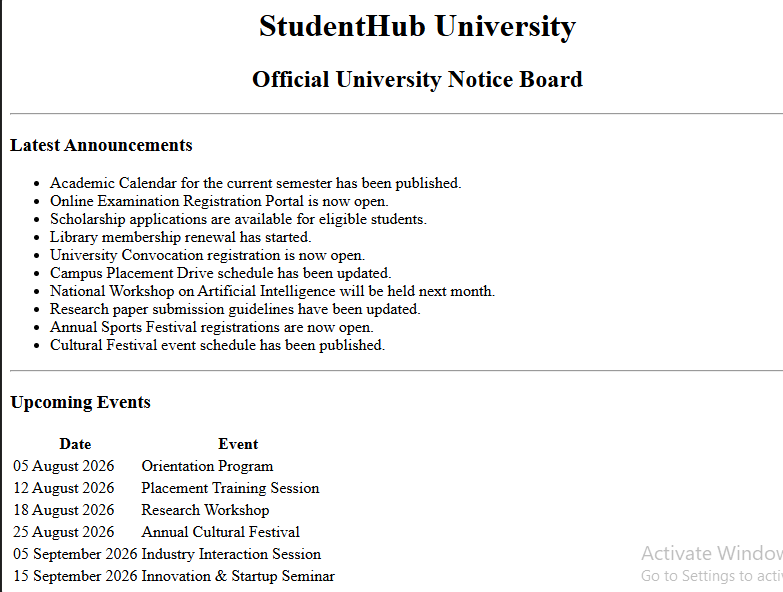 StudentHub University
Official University Notice Board
Latest Announcements
Academic Calendar for the current semester has been published.
Online Examination Registration Portal is now open.
Scholarship applications are available for eligible students.
Library membership renewal has started.
University Convocation registration is now open.
Campus Placement Drive schedule has been updated.
National Workshop on Artificial Intelligence will be held next month.
Research paper submission guidelines have been updated.
Annual Sports Festival registrations are now open.
Cultural Festival event schedule has been published.
Upcoming Events
Date Event
05 August 2026 Orientation Program
12 August 2026 Placement Training Session
18 August 2026 Research Workshop
25 August 2026 Annual Cultural Festival
05 September 2026 Industry Interaction Session
15 September 2026 Innovation & Startup Seminar
Activate Window
Go to Settings to acti